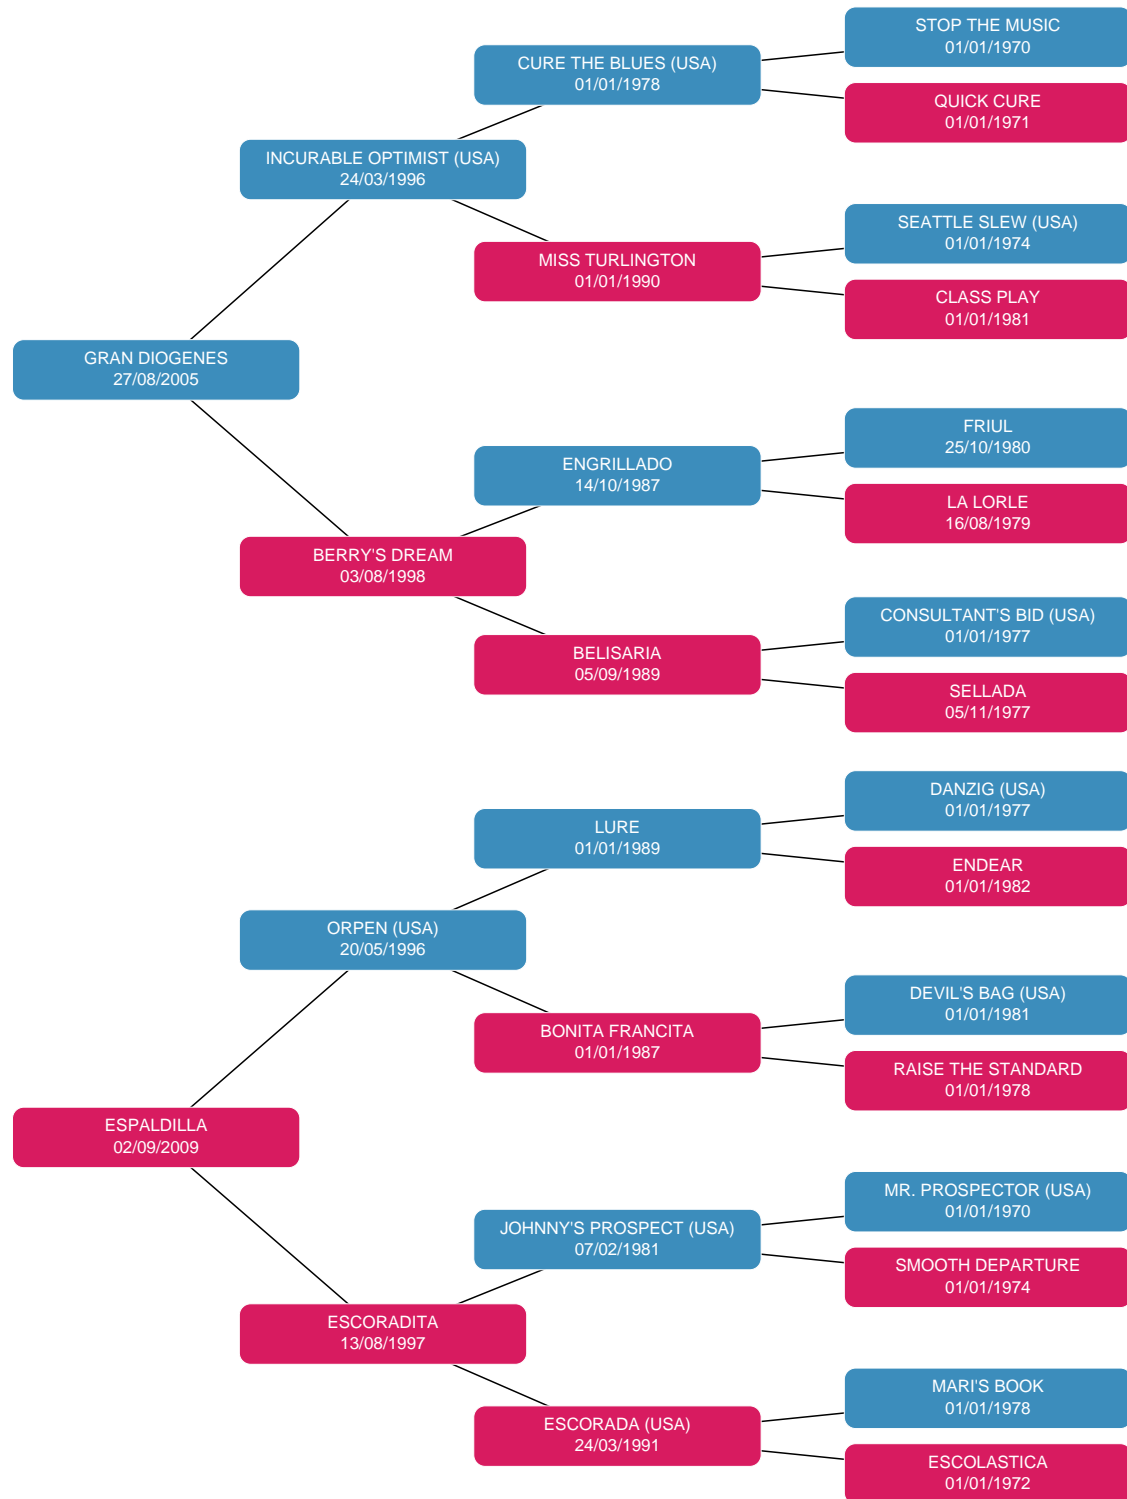 STOP THE MUSIC
01/01/1970
CURE THE BLUES (USA)
01/01/1978
QUICK CURE
01/01/1971
INCURABLE OPTIMIST (USA)
24/03/1996
SEATTLE SLEW (USA)
01/01/1974
MISS TURLINGTON
01/01/1990
CLASS PLAY
01/01/1981
GRAN DIOGENES
27/08/2005
FRIUL
25/10/1980
ENGRILLADO
14/10/1987
LA LORLE
16/08/1979
BERRY'S DREAM
03/08/1998
CONSULTANT'S BID (USA)
01/01/1977
BELISARIA
05/09/1989
SELLADA
05/11/1977
DANZIG (USA)
01/01/1977
LURE
01/01/1989
ENDEAR
01/01/1982
ORPEN (USA)
20/05/1996
DEVIL'S BAG (USA)
01/01/1981
BONITA FRANCITA
01/01/1987
RAISE THE STANDARD
01/01/1978
ESPALDILLA
02/09/2009
MR. PROSPECTOR (USA)
01/01/1970
JOHNNY'S PROSPECT (USA)
07/02/1981
SMOOTH DEPARTURE
01/01/1974
ESCORADITA
13/08/1997
MARI'S BOOK
01/01/1978
ESCORADA (USA)
24/03/1991
ESCOLASTICA
01/01/1972